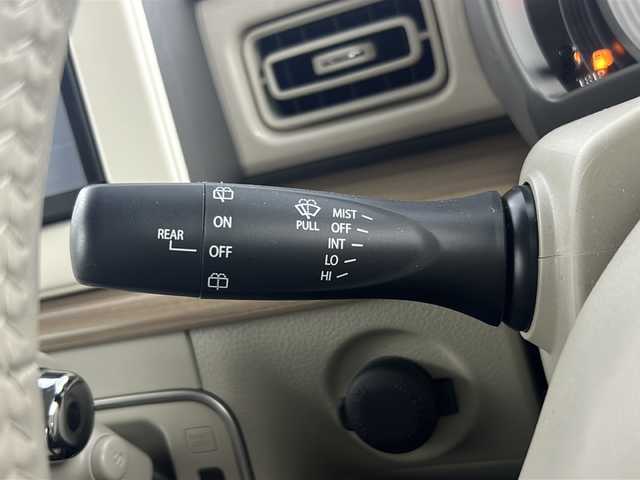 REAR
ON
OFF
PULL
MIST
OFF
INT
LO
HI